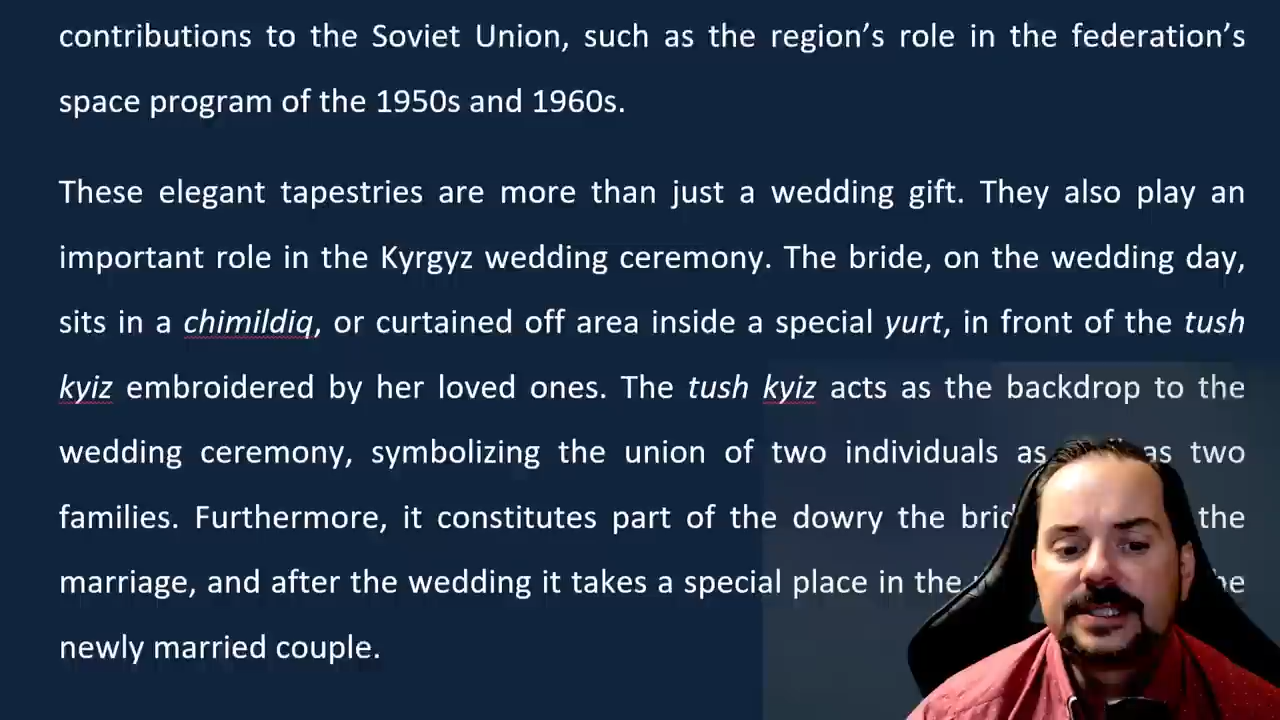 contributions to the Soviet Union, such as the region’s role in the federation’s
space program of the 1950s and 1960s.
These elegant tapestries are more than just a wedding gift. They also play an
important role in the Kyrgyz wedding ceremony. The bride, on the wedding day,
sits in a chimildiq, or curtained off area inside a special yurt, in front of the tush
kyiz embroidered by her loved ones. The tush kyiz acts as the backdrop to the
wedding ceremony, symbolizing the union of two individuals as as two
families. Furthermore, it constitutes part of the dowry the the
marriage, and after the wedding it takes a special place in the
newly married couple.